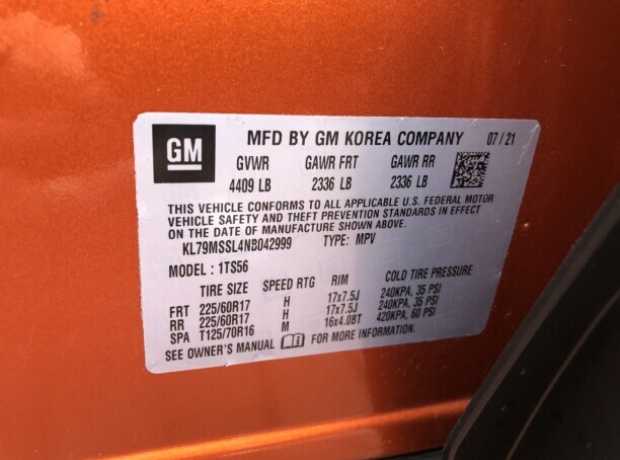 GM MFD BY GM KOREA COMPANY 07 / 21
GVWR GAWR FRT GAWR RR
4409 LB 2336 LB 2336 LB
THIS VEHICLE CONFORMS TO ALL APPLICABLE U.S. FEDERAL MOTOR
VEHICLE SAFETY AND THEFT PREVENTION STANDARDS IN EFFECT
ON THE DATE OF MANUFACTURE SHOWN ABOVE.
KL79MSSL4NB042999 TYPE: MPV
MODEL : 1TS56
TIRE SIZE SPEED RTG RIM COLD TIRE PRESSURE
FRT 225/60R17 H 17x7.5J 240KPA, 35 PSI
RR 225/60R17 H 17x7.5J 240KPA, 35 PSI
SPA T125/70R16 M 16x4.0BT 420KPA, 60 PSI
SEE OWNER'S MANUAL FOR MORE INFORMATION